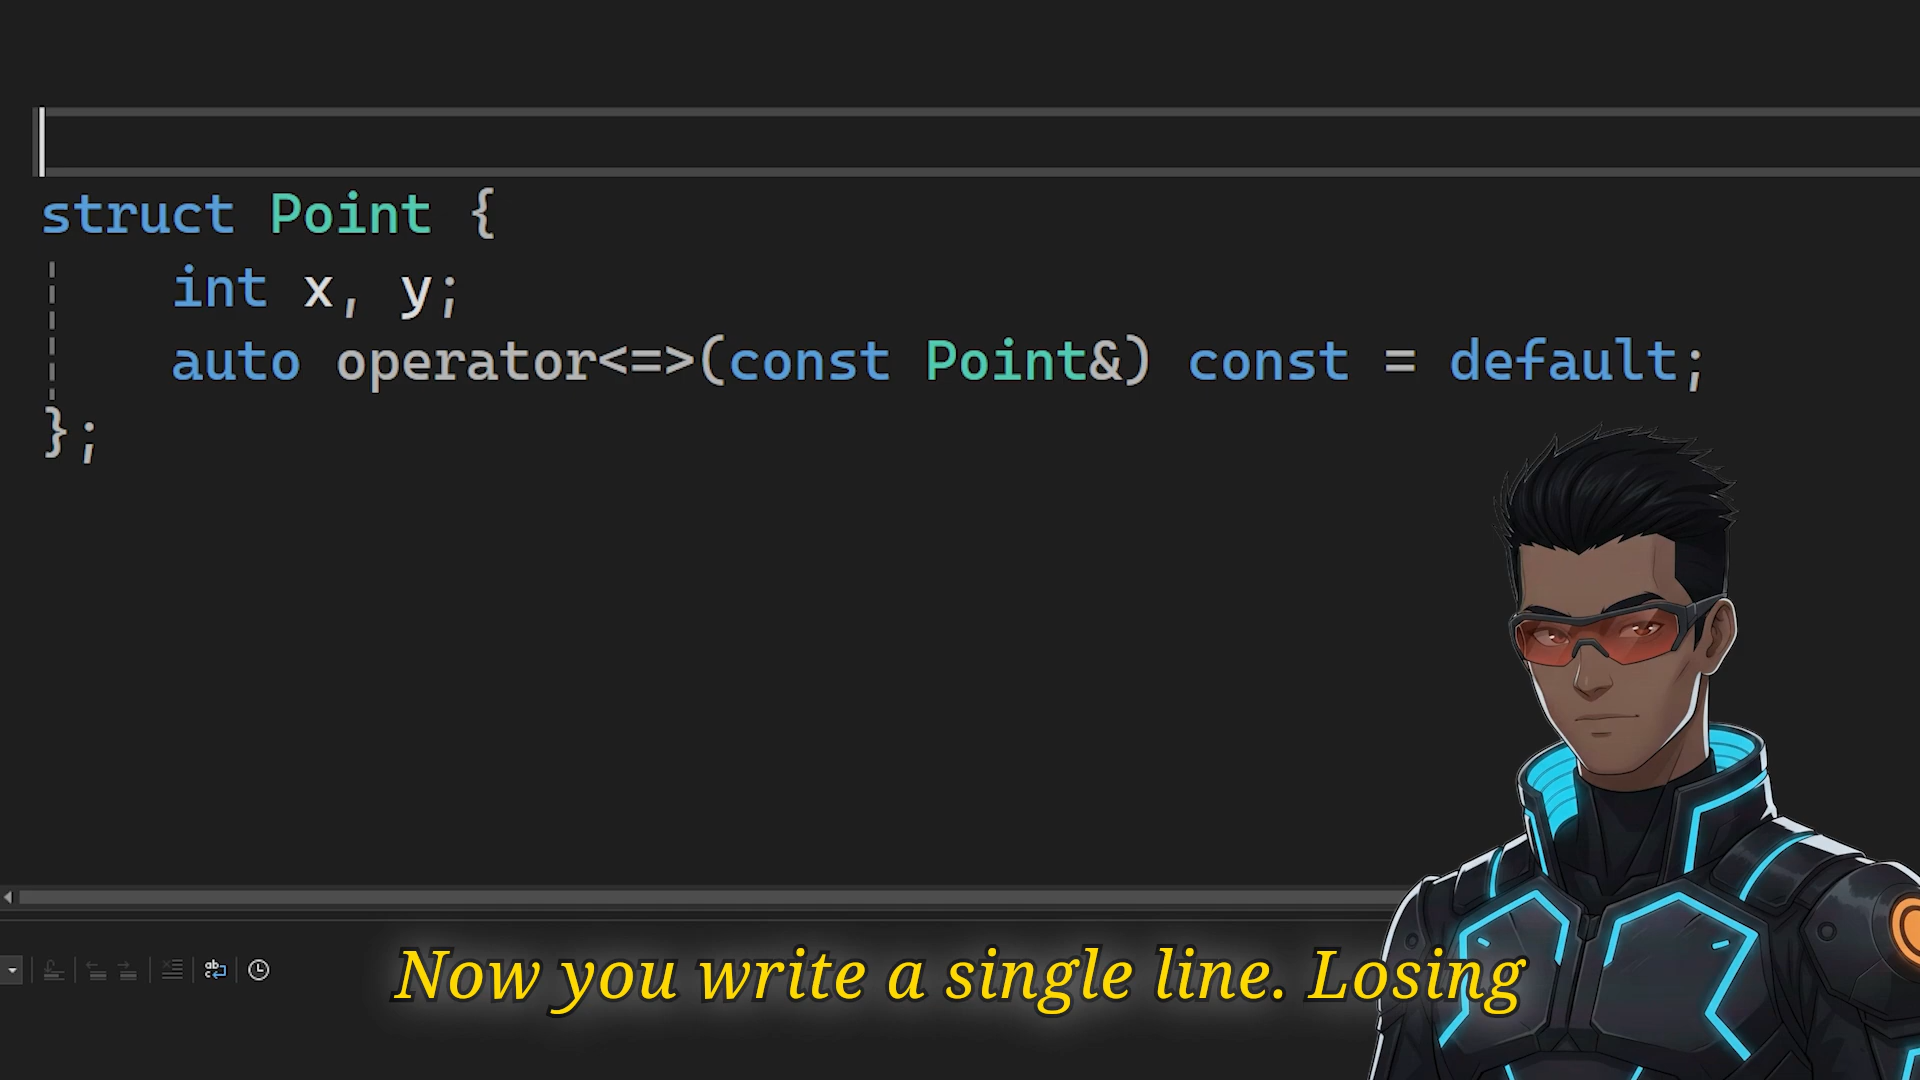 struct Point {
int x, y;
auto operator<=>(const Point&) const = default;
};
Now you write a single line. Losing